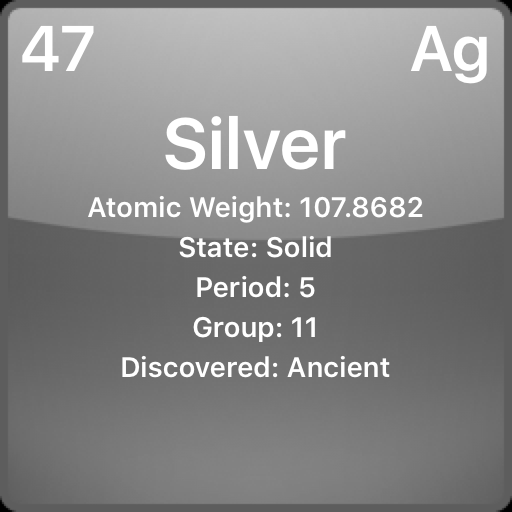 47 Ag
Silver
Atomic Weight: 107.8682
State: Solid
Period: 5
Group: 11
Discovered: Ancient